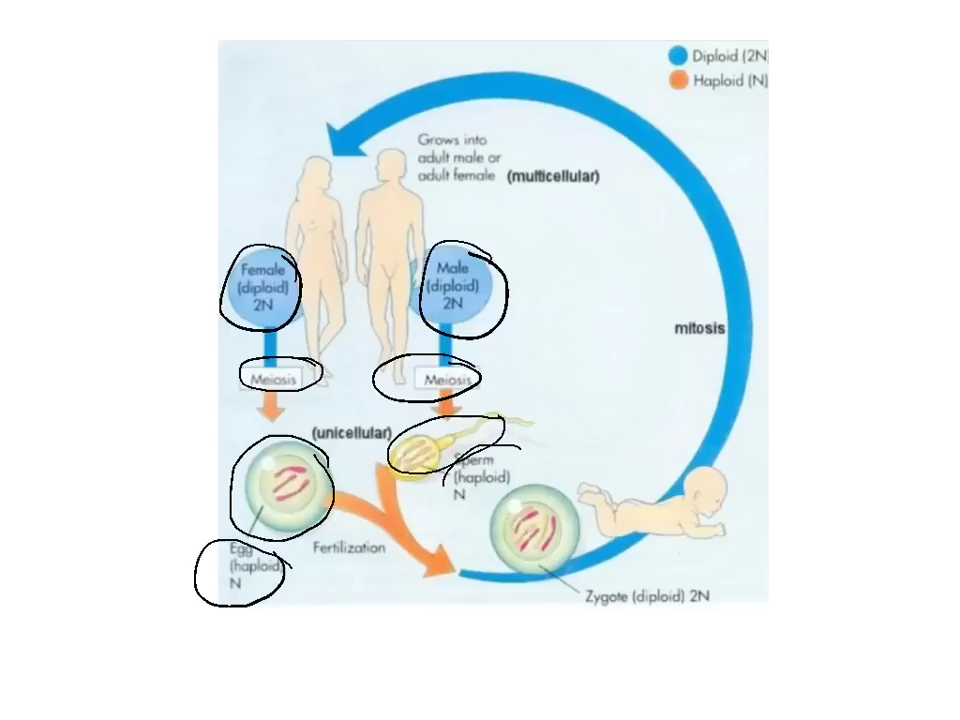 Diploid (2N)
Haploid (N)
Grows into
adult male or
adult female (multicellular)
Female
(diploid)
2N
Male
(diploid)
2N
mitosis
Meiosis
Meiosis
(unicellular)
Sperm
(haploid)
N
Egg
(haploid)
N
Fertilization
Zygote (diploid) 2N